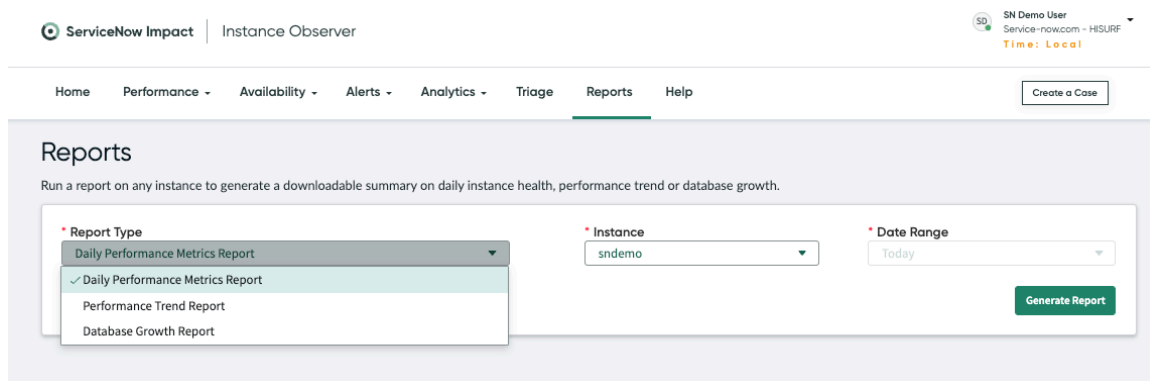 ServiceNow Impact | Instance Observer
SD
SN Demo User
Service-now.com - HISURF
Time: Local
Home Performance Availability Alerts Analytics Triage Reports Help
Create a Case
Reports
Run a report on any instance to generate a downloadable summary on daily instance health, performance trend or database growth.
* Report Type * Instance * Date Range
Daily Performance Metrics Report sndemo Today
Daily Performance Metrics Report
Performance Trend Report
Database Growth Report
Generate Report